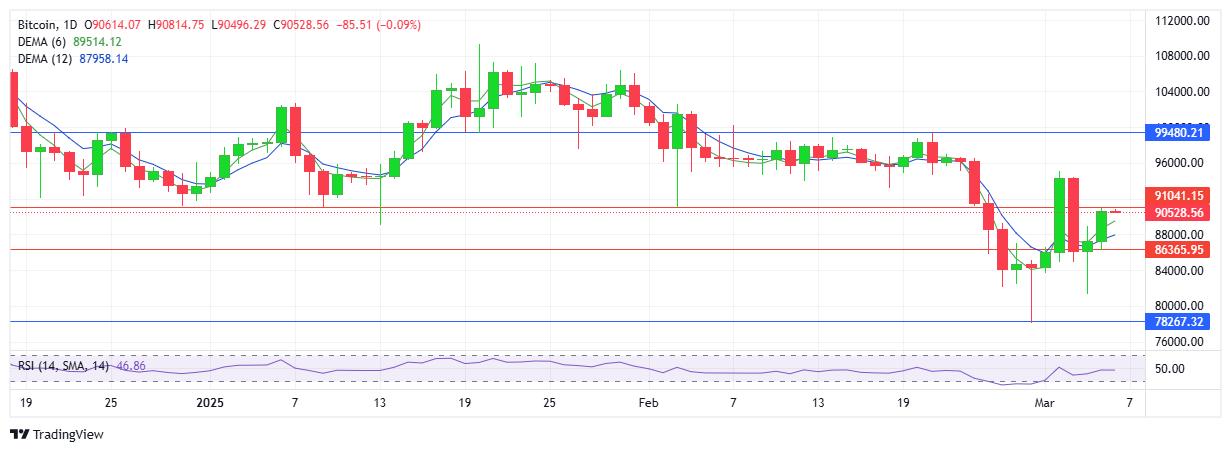 Bitcoin, 1D O90614.07 H90814.75 L90496.29 C90528.56 −85.51 (−0.09%)
DEMA (6) 89514.12
DEMA (12) 87958.14
112000.00
108000.00
104000.00
99480.21
96000.00
91041.15
90528.56
88000.00
86365.95
84000.00
80000.00
78267.32
76000.00
RSI (14, SMA, 14) 46.86
50.00
19 25 2025 7 13 19 25 Feb 7 13 19 Mar 7
TradingView